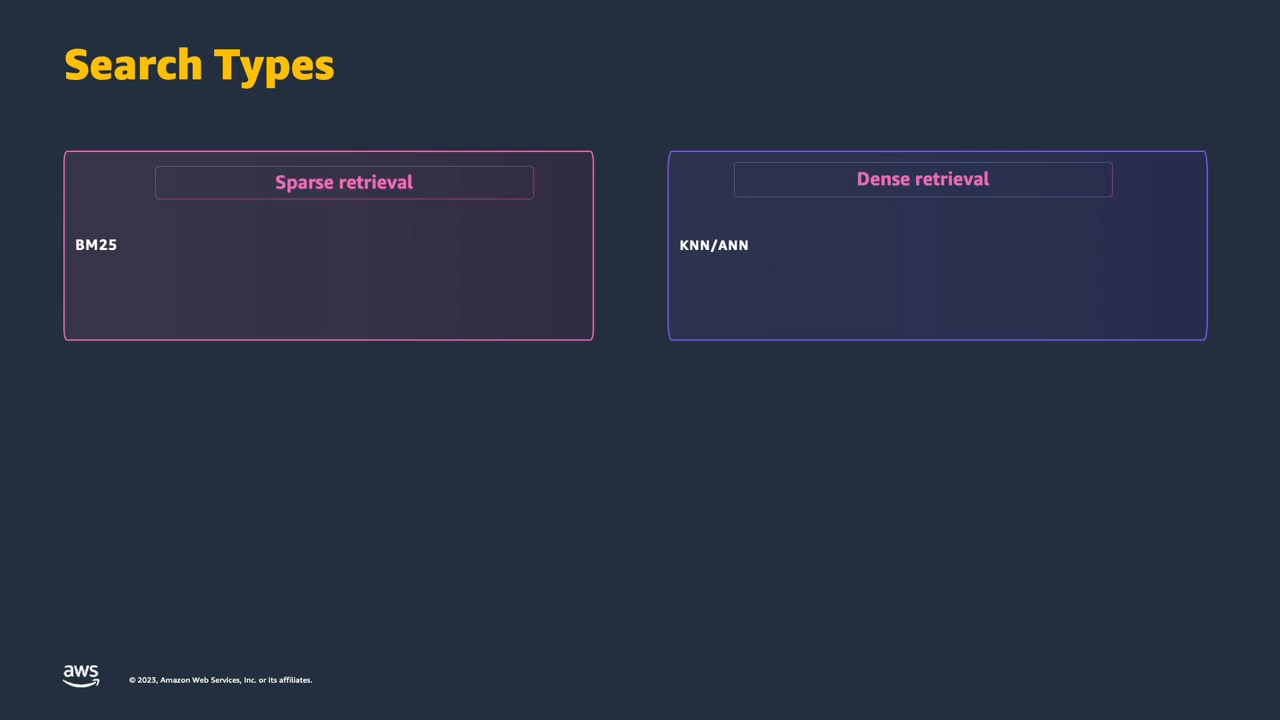 Search Types
Sparse retrieval
BM25
Dense retrieval
KNN/ANN
aws
© 2023, Amazon Web Services, Inc. or its affiliates.